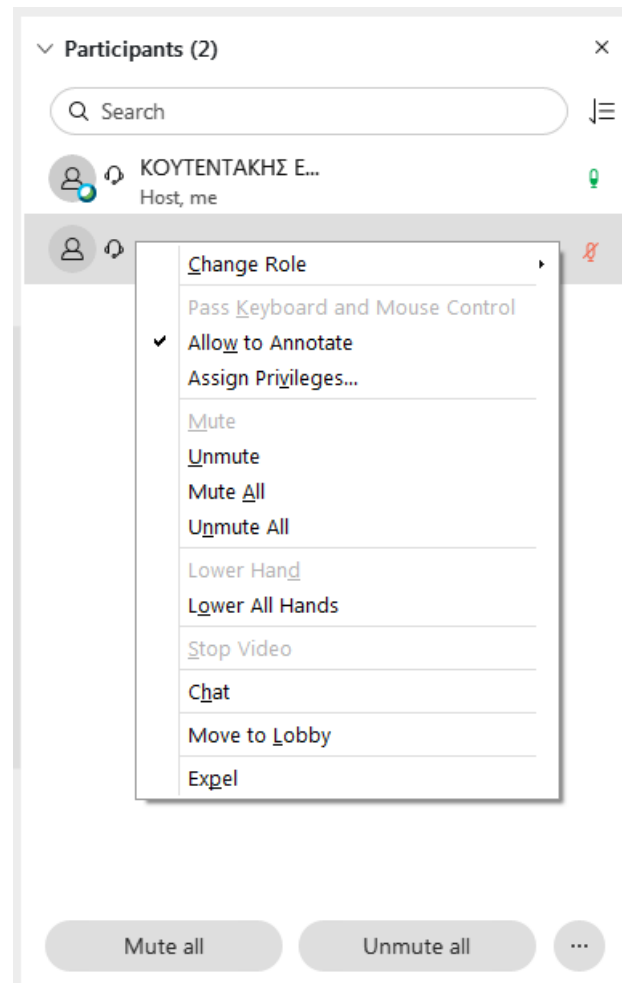 Participants (2)
Search
ΚΟΥΤΕΝΤΑΚΗΣ Ε...
Host, me
Change Role
Pass Keyboard and Mouse Control
Allow to Annotate
Assign Privileges...
Mute
Unmute
Mute All
Unmute All
Lower Hand
Lower All Hands
Stop Video
Chat
Move to Lobby
Expel
Mute all
Unmute all
...